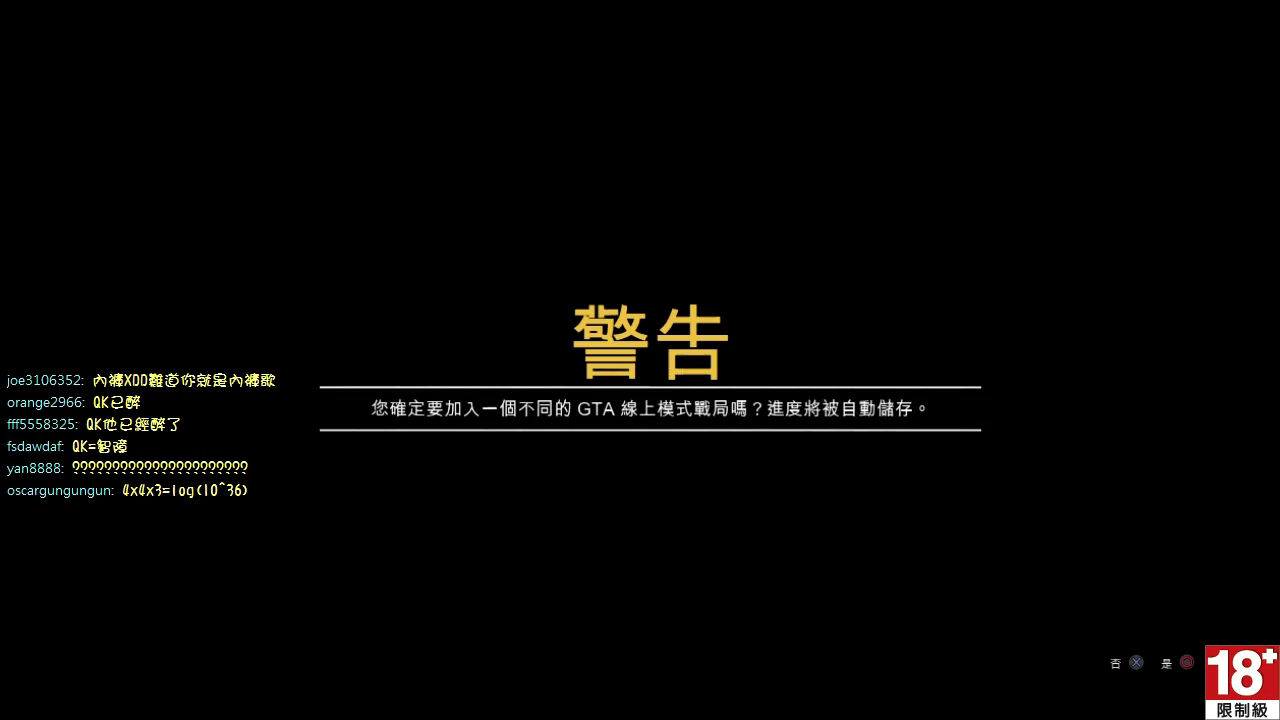 警告
您確定要加入一個不同的 GTA 線上模式戰局嗎？進度將被自動儲存。
joe3106352: 內褲XDD難道你就是內褲歐
orange2966: QK已醉
fff5558325: QK他已經醉了
fsdawdaf: QK=智障
yan8888: ??????????????????????
oscargungungun: 4x4x3=log(10^36)
否 是
18+
限制級